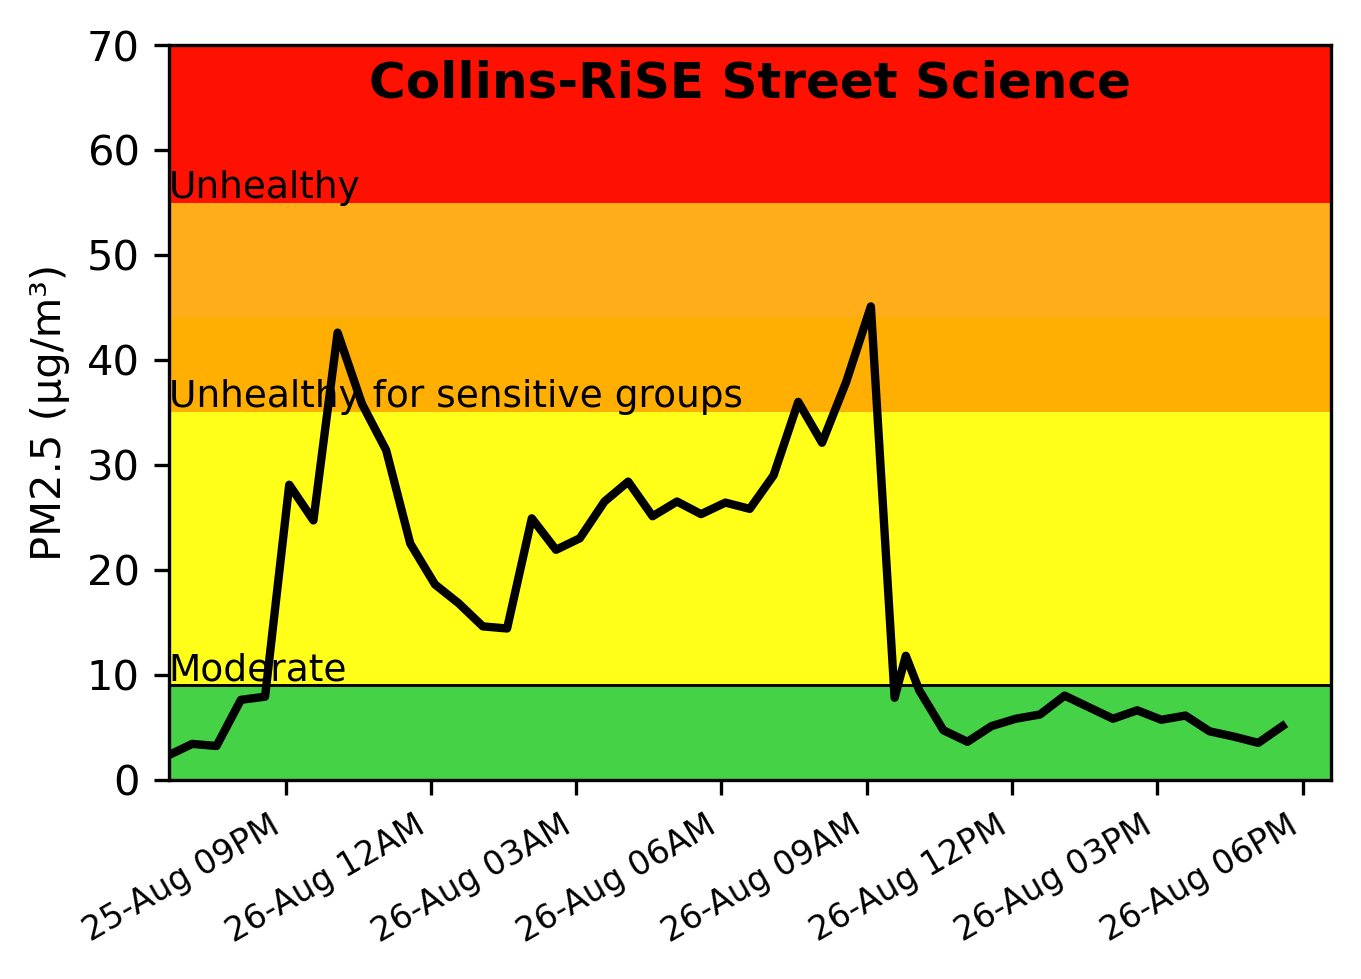 Collins-RiSE Street Science
70
60
50
40
30
20
10
0
PM2.5 (µg/m³)
Unhealthy
Unhealthy for sensitive groups
Moderate
25-Aug 09PM
26-Aug 12AM
26-Aug 03AM
26-Aug 06AM
26-Aug 09AM
26-Aug 12PM
26-Aug 03PM
26-Aug 06PM